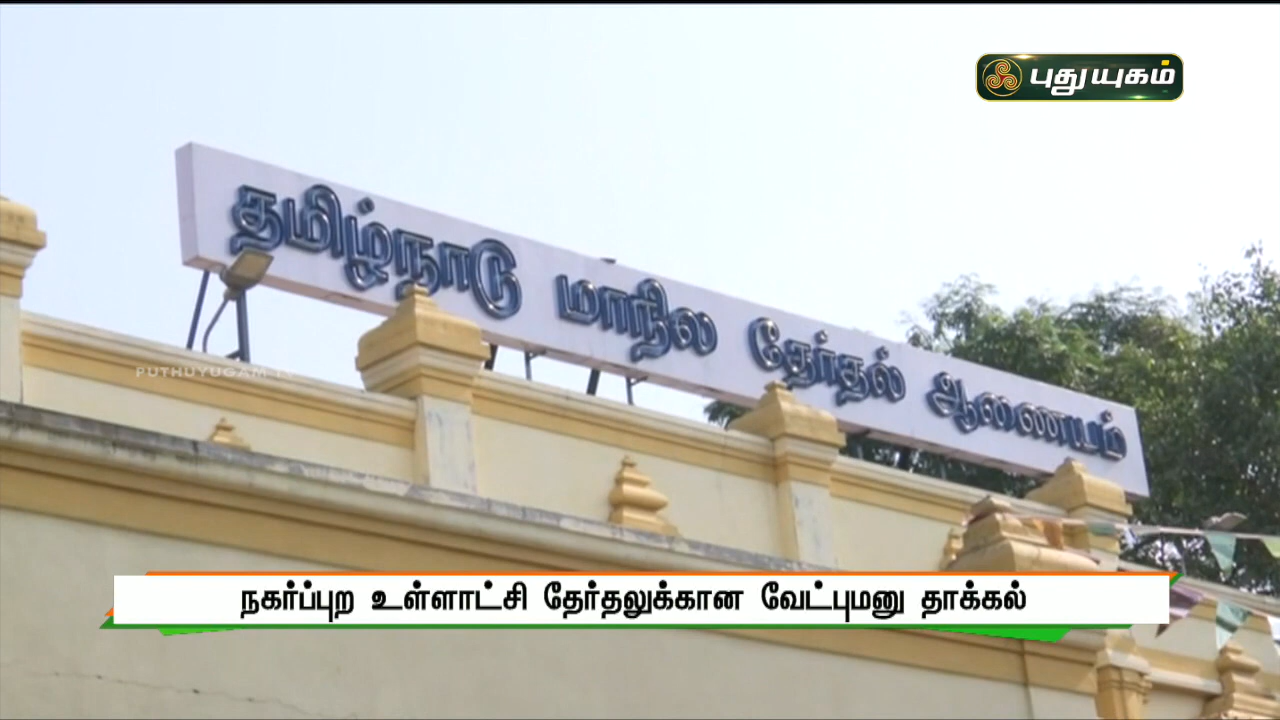 புதுயுகம்
தமிழ்நாடு மாநில தேர்தல் ஆணையம்
PUTHUYUGAM TV
நகர்ப்புற உள்ளாட்சி தேர்தலுக்கான வேட்புமனு தாக்கல்